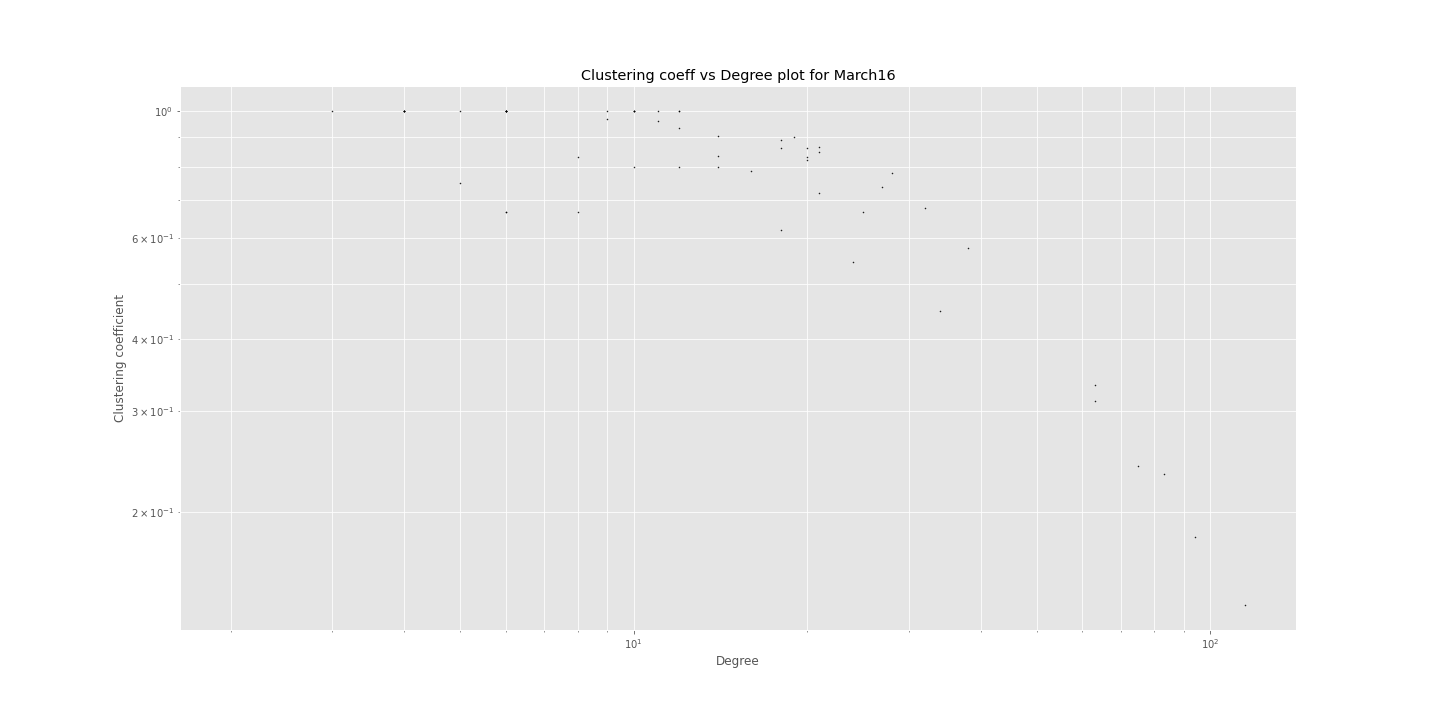 Clustering coeff vs Degree plot for March16
10⁰
6 × 10⁻¹
4 × 10⁻¹
3 × 10⁻¹
2 × 10⁻¹
Clustering coefficient
10¹
10²
Degree